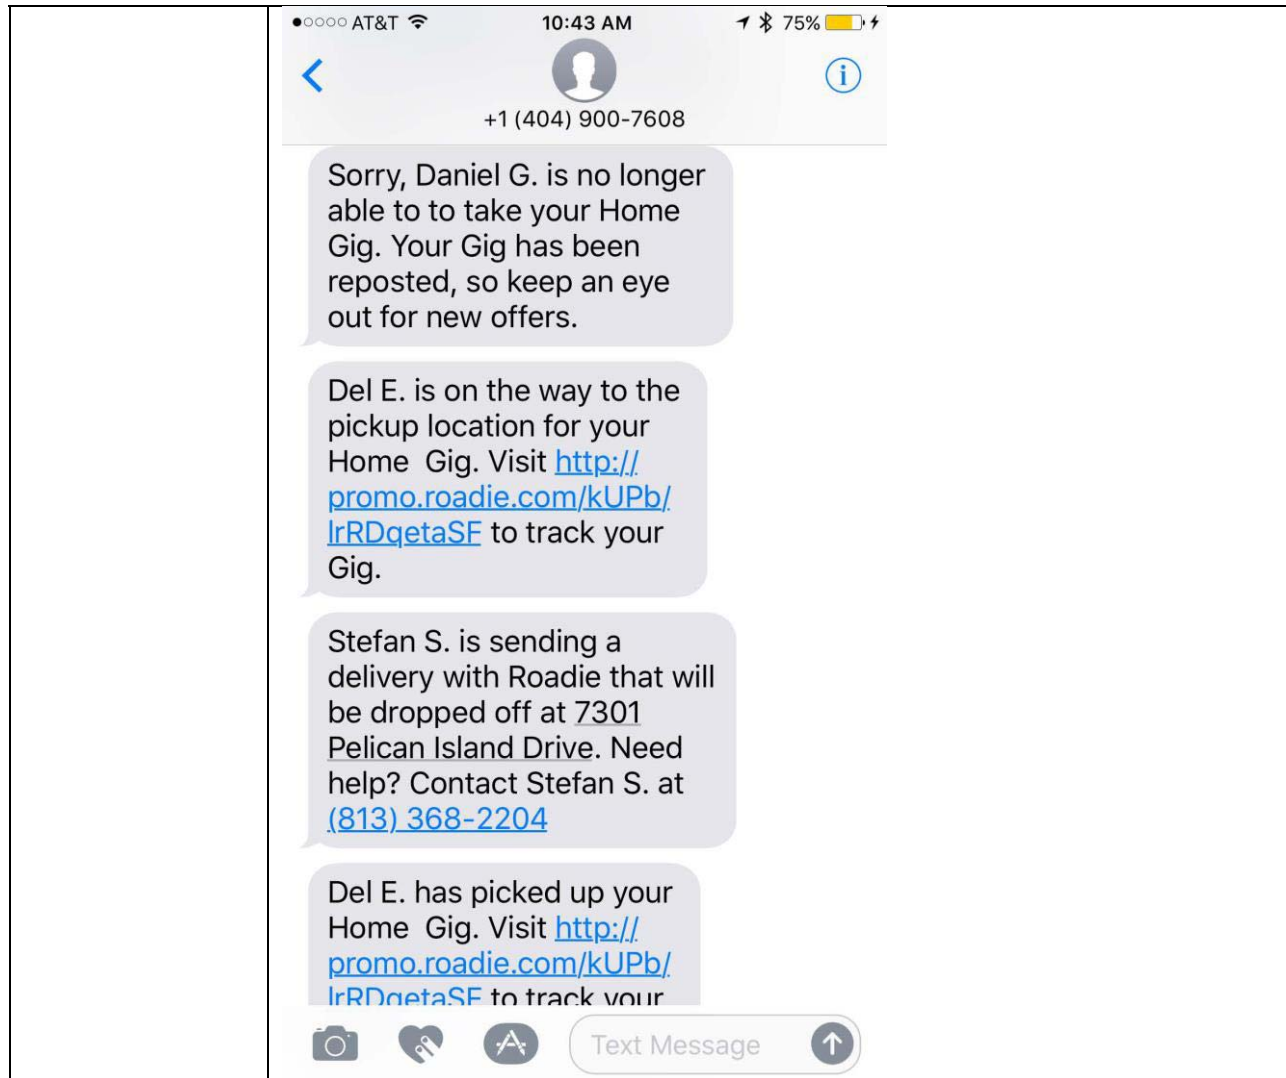 AT&T 10:43 AM 75%
+1 (404) 900-7608
Sorry, Daniel G. is no longer
able to to take your Home
Gig. Your Gig has been
reposted, so keep an eye
out for new offers.
Del E. is on the way to the
pickup location for your
Home  Gig. Visit http://
promo.roadie.com/kUPb/
lrRDqetaSF to track your
Gig.
Stefan S. is sending a
delivery with Roadie that will
be dropped off at 7301
Pelican Island Drive. Need
help? Contact Stefan S. at
(813) 368-2204
Del E. has picked up your
Home  Gig. Visit http://
promo.roadie.com/kUPb/
lrRDqetaSF to track your
Text Message